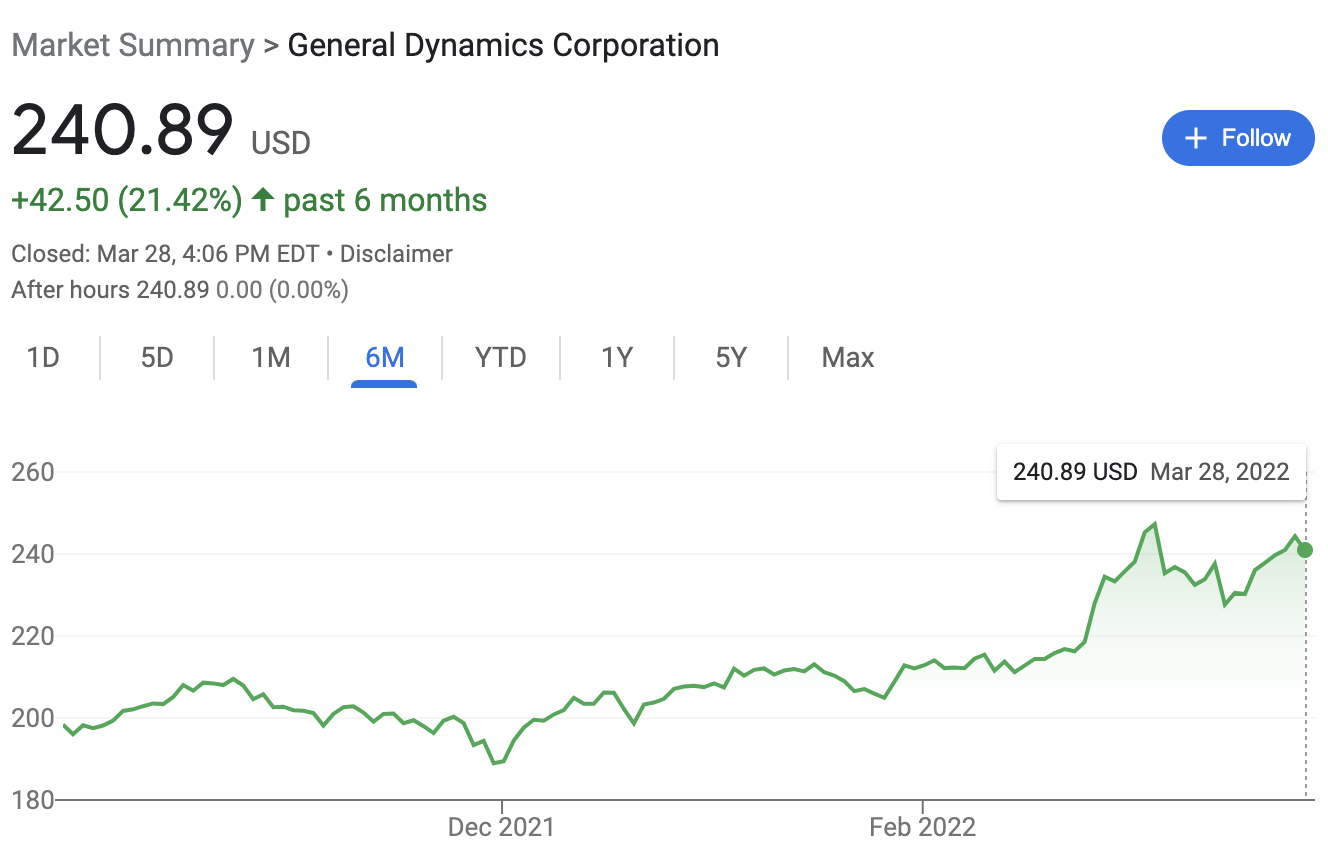 Market Summary > General Dynamics Corporation
240.89 USD
+ Follow
+42.50 (21.42%) ↑ past 6 months
Closed: Mar 28, 4:06 PM EDT • Disclaimer
After hours 240.89 0.00 (0.00%)
1D 5D 1M 6M YTD 1Y 5Y Max
260
240.89 USD Mar 28, 2022
240
220
200
180
Dec 2021 Feb 2022